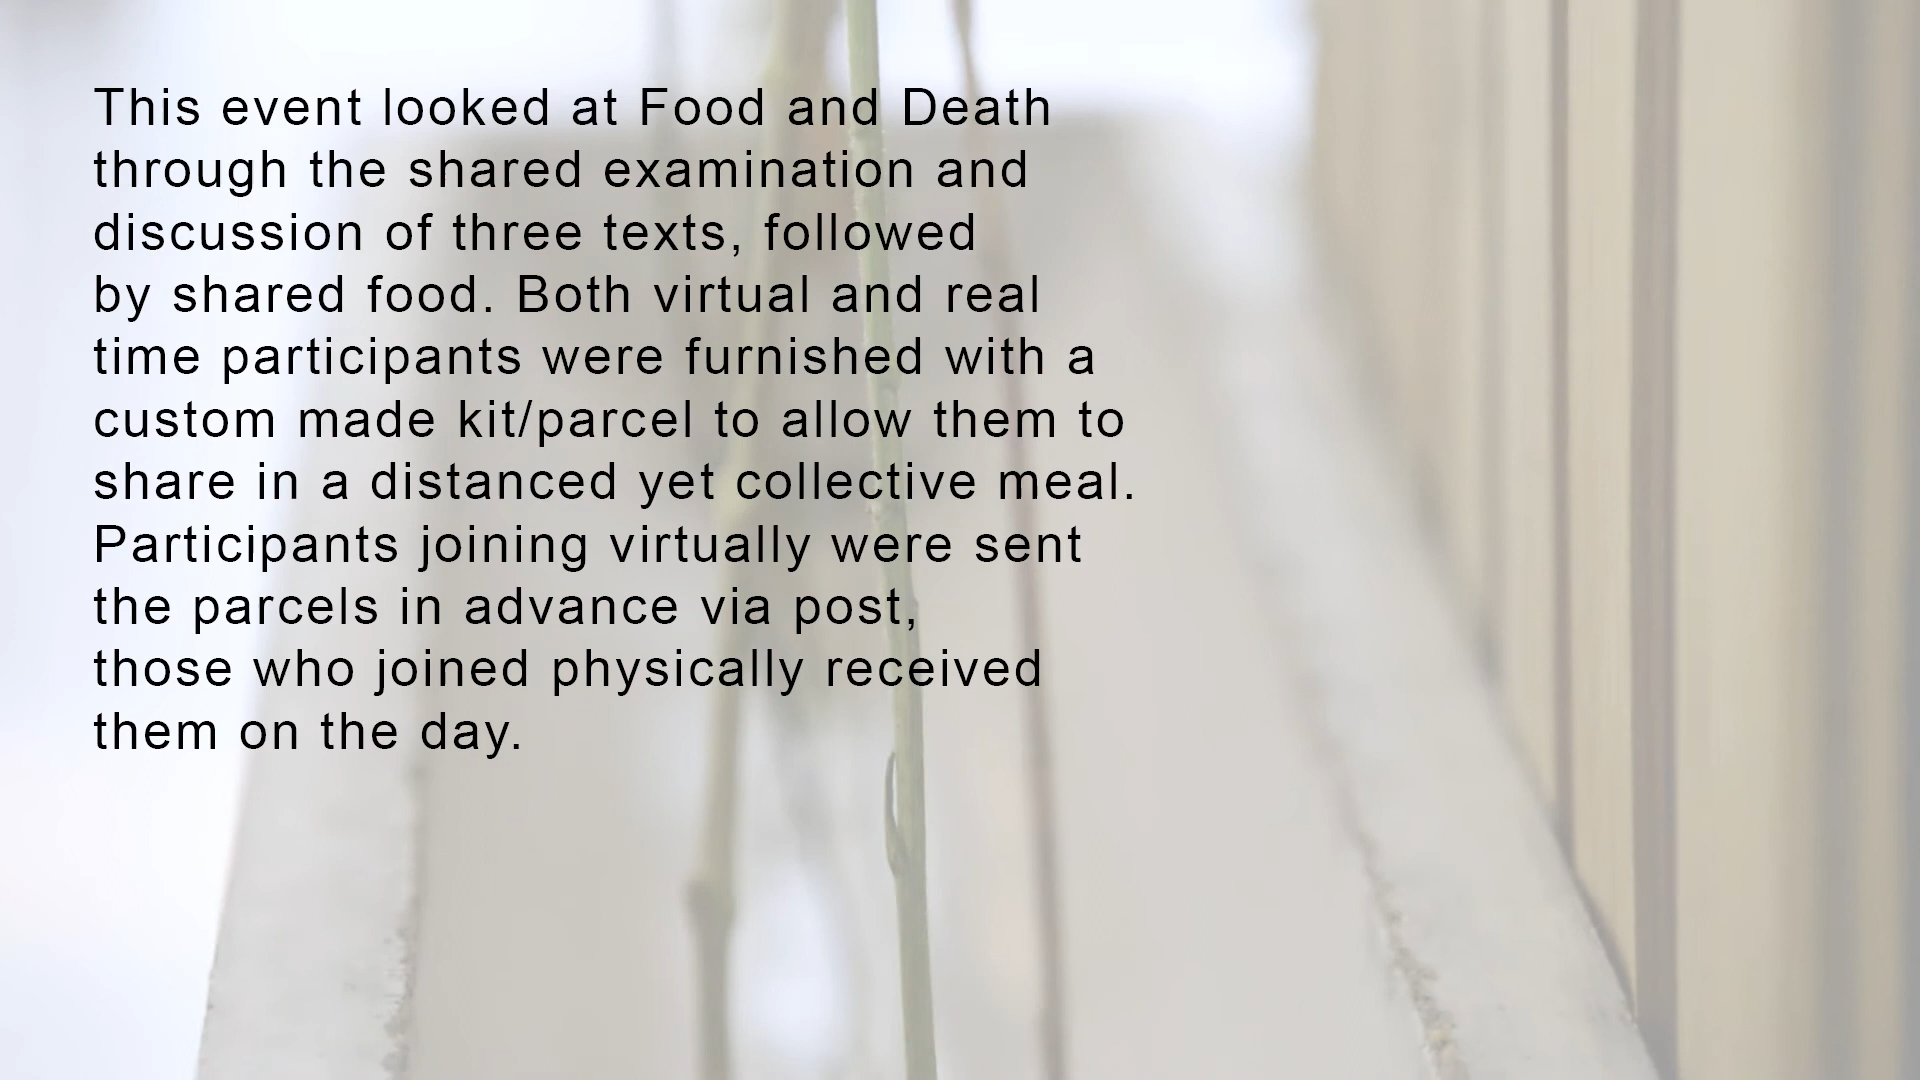 This event looked at Food and Death
through the shared examination and
discussion of three texts, followed
by shared food. Both virtual and real
time participants were furnished with a
custom made kit/parcel to allow them to
share in a distanced yet collective meal.
Participants joining virtually were sent
the parcels in advance via post,
those who joined physically received
them on the day.